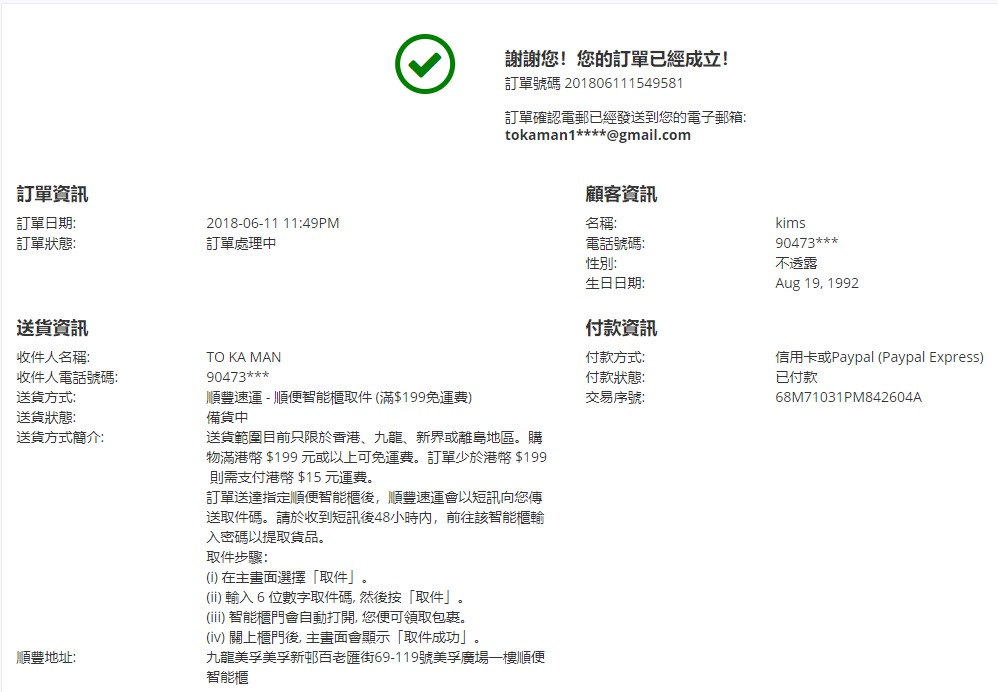 謝謝您！您的訂單已經成立！
訂單號碼 201806111549581
訂單確認電郵已經發送到您的電子郵箱:
tokaman1****@gmail.com
訂單資訊
訂單日期: 2018-06-11 11:49PM
訂單狀態: 訂單處理中
顧客資訊
名稱: kims
電話號碼: 90473***
性別: 不透露
生日日期: Aug 19, 1992
送貨資訊
收件人名稱: TO KA MAN
收件人電話號碼: 90473***
送貨方式: 順豐速運 - 順便智能櫃取件 (滿$199免運費)
送貨狀態: 備貨中
送貨方式簡介: 送貨範圍目前只限於香港、九龍、新界或離島地區。購
物滿港幣 $199 元或以上可免運費。訂單少於港幣 $199
則需支付港幣 $15 元運費。
訂單送達指定順便智能櫃後，順豐速運會以短訊向您傳
送取件碼。請於收到短訊後48小時內，前往該智能櫃輸
入密碼以提取貨品。
取件步驟：
(i) 在主畫面選擇「取件」。
(ii) 輸入 6 位數字取件碼, 然後按「取件」。
(iii) 智能櫃門會自動打開, 您便可領取包裹。
(iv) 關上櫃門後, 主畫面會顯示「取件成功」。
順豐地址: 九龍美孚美孚新邨百老匯街69-119號美孚廣場一樓順便
智能櫃
付款資訊
付款方式: 信用卡或Paypal (Paypal Express)
付款狀態: 已付款
交易序號: 68M71031PM842604A